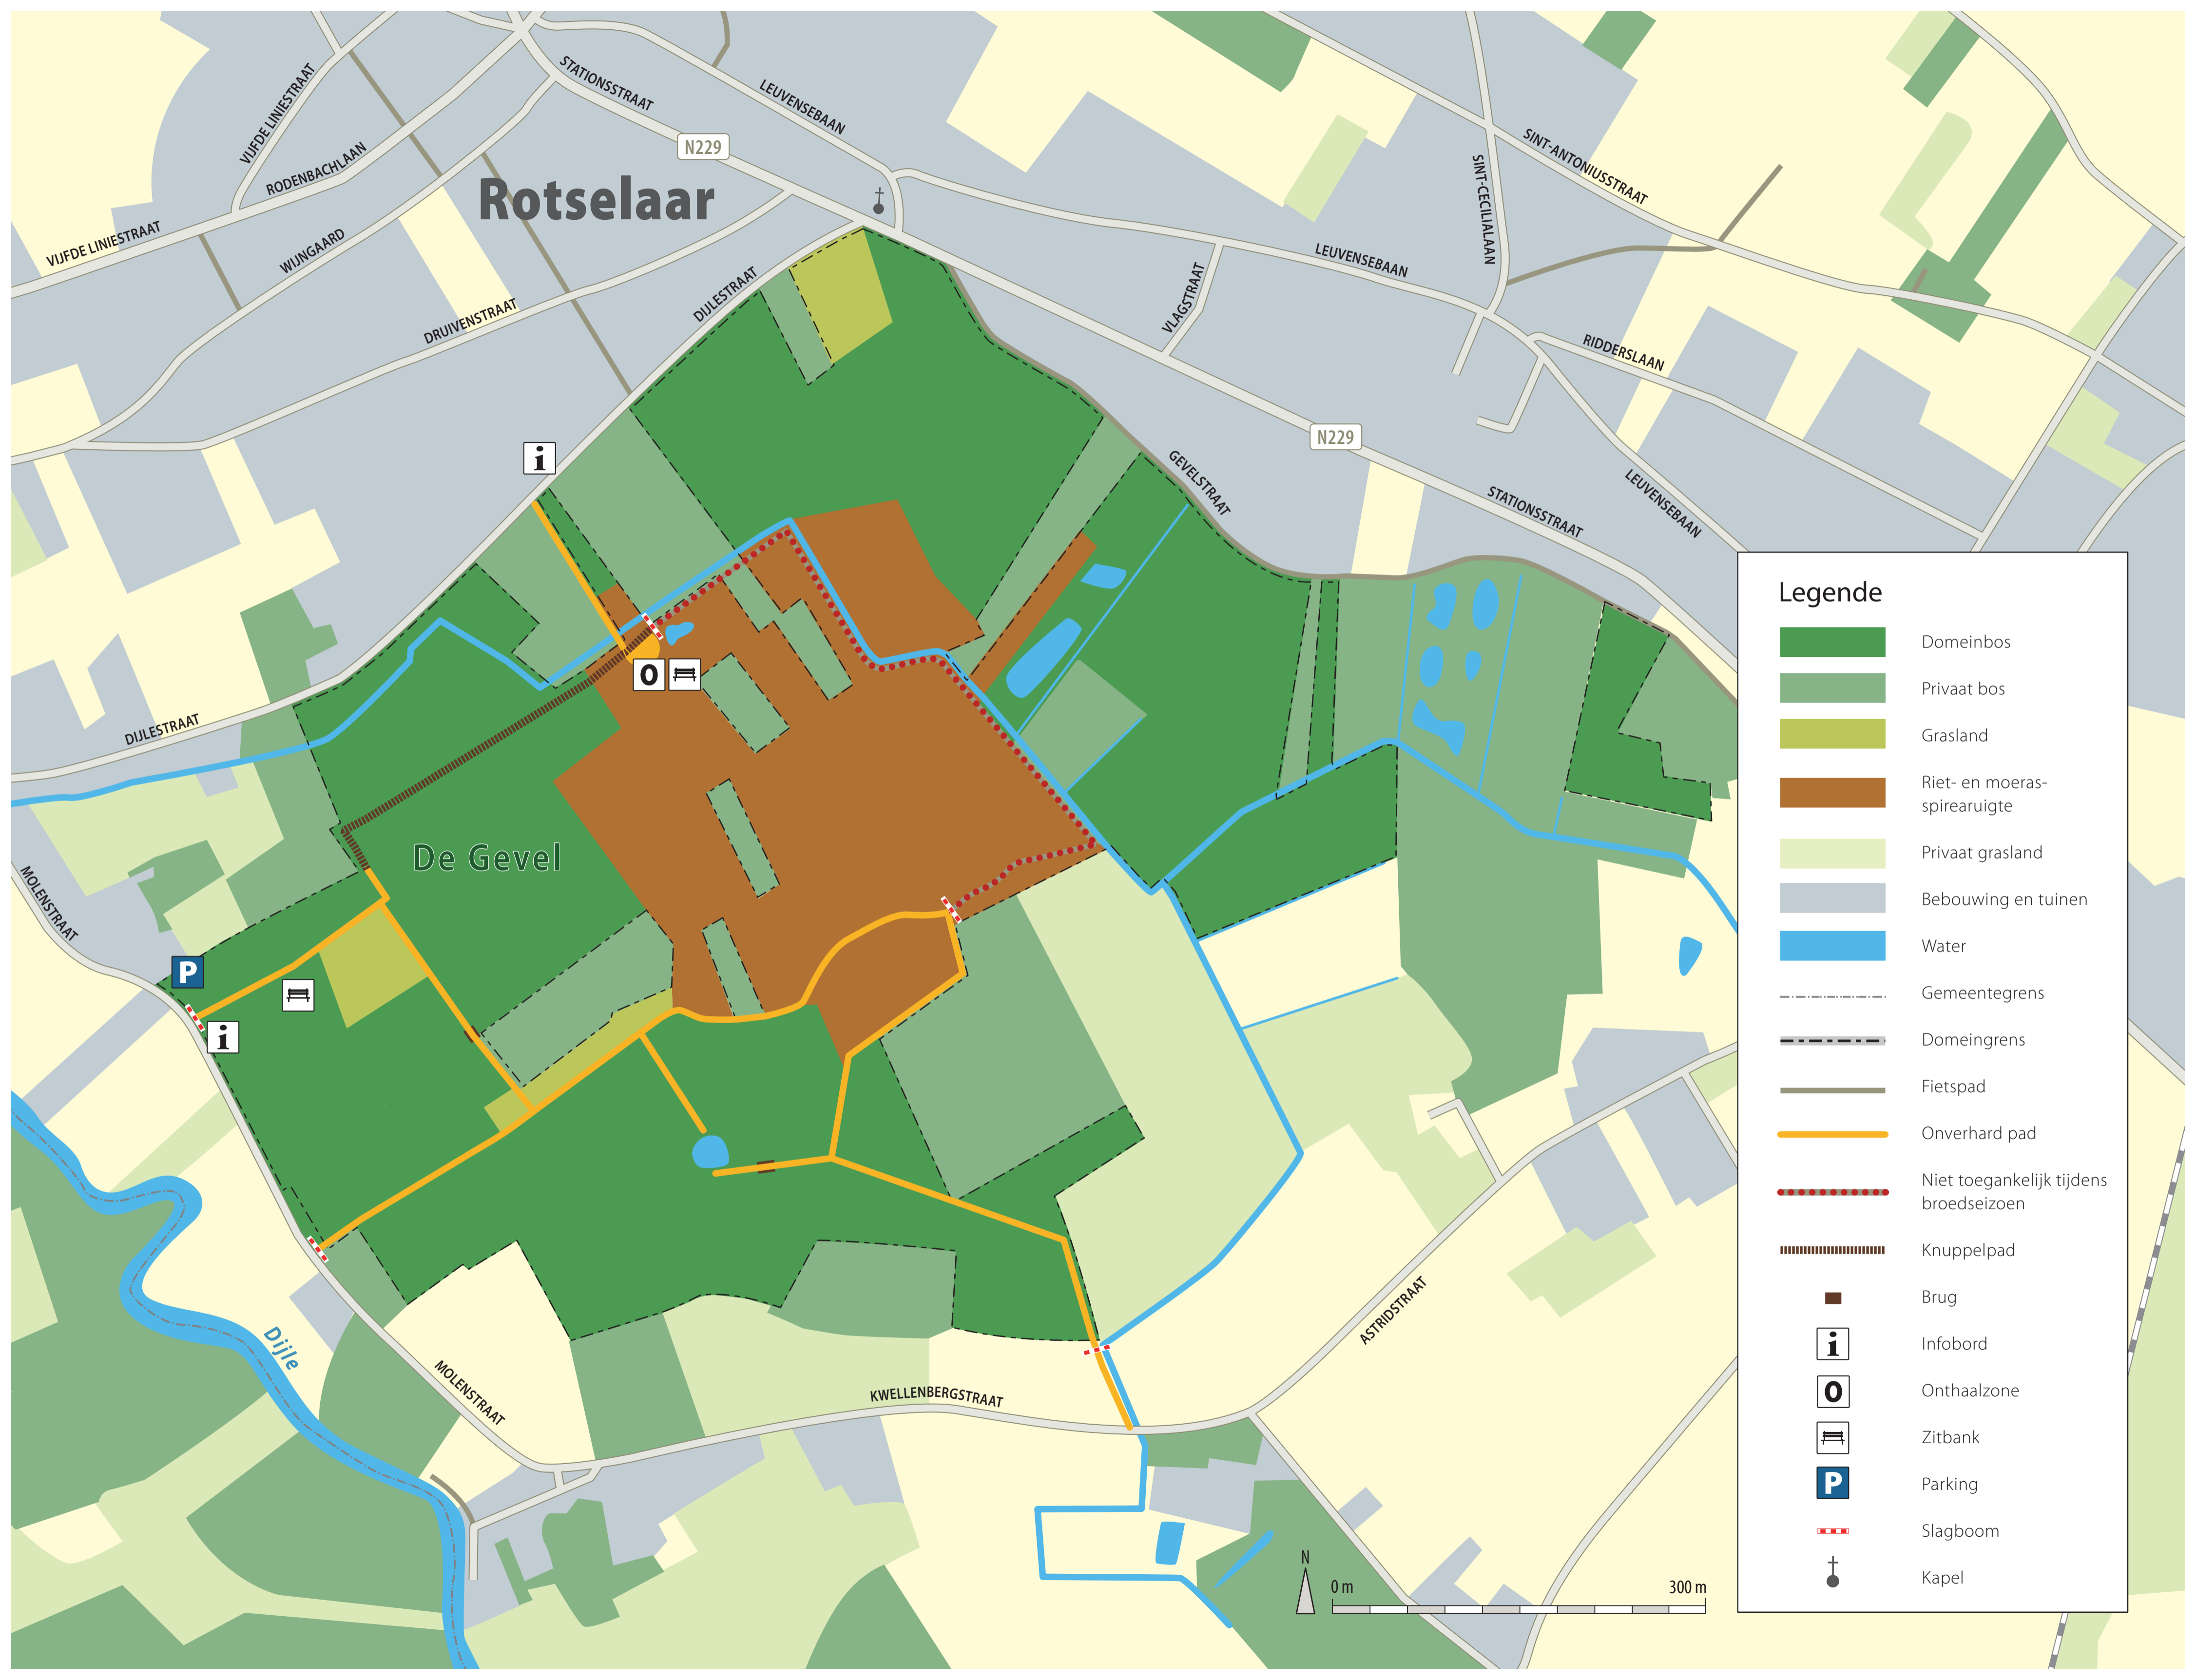 VIJFDE LINIESTRAAT
RODENBACHLAAN
VIJFDE LINIESTRAAT
WIJNGAARD
DRUIVENSTRAAT
STATIONSSTRAAT
LEUVENSEBAAN
N229
Rotselaar
DIJLESTRAAT
SINT-ANTONIUSSTRAAT
SINT-CECILIALAAN
LEUVENSEBAAN
VLAGSTRAAT
RIDDERSLAAN
N229
GEVELSTRAAT
STATIONSSTRAAT
LEUVENSEBAAN
i
O
DIJLESTRAAT
De Gevel
MOLENSTRAAT
P
i
Dijle
MOLENSTRAAT
KWELLENBERGSTRAAT
ASTRIDSTRAAT
N
0 m
300 m
Legende
Domeinbos
Privaat bos
Grasland
Riet- en moeras-
spirearuigte
Privaat grasland
Bebouwing en tuinen
Water
Gemeentegrens
Domeingrens
Fietspad
Onverhard pad
Niet toegankelijk tijdens
broedseizoen
Knuppelpad
Brug
i Infobord
O Onthaalzone
Zitbank
P Parking
Slagboom
Kapel